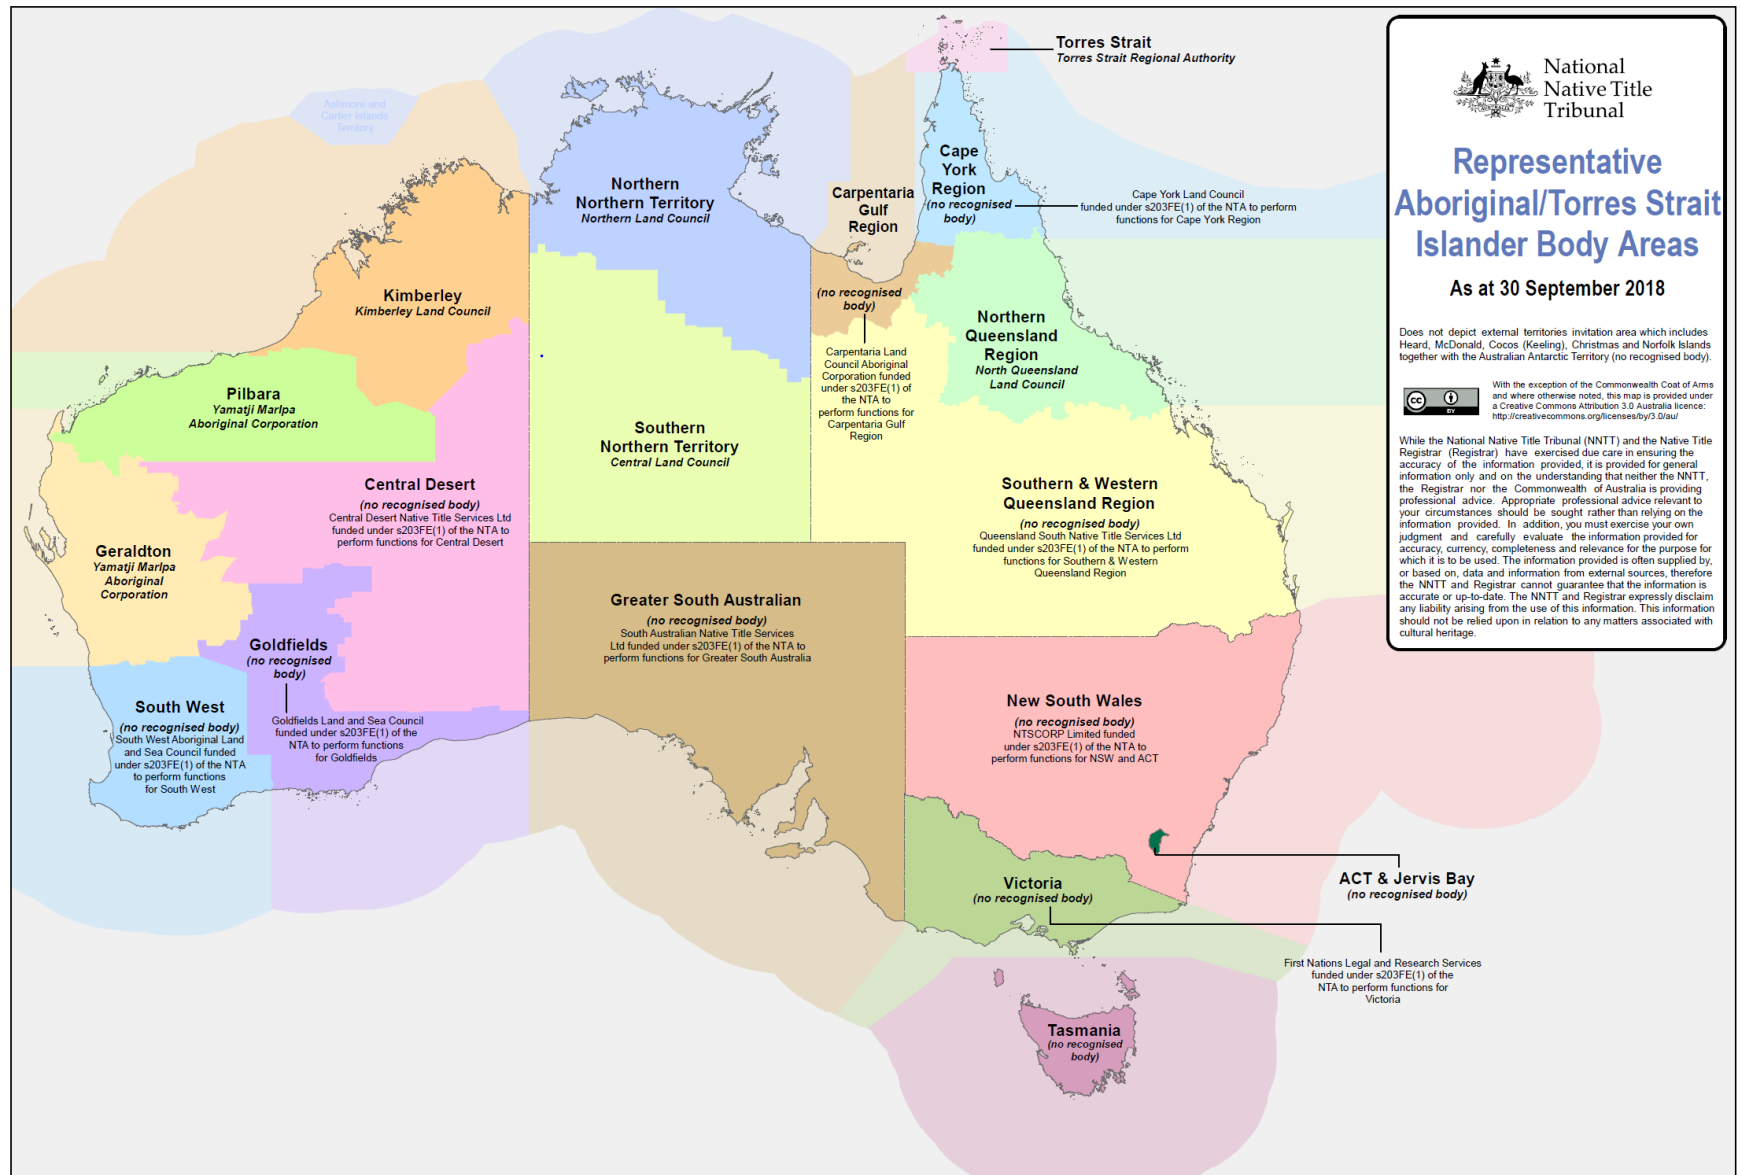 Torres Strait
Torres Strait Regional Authority
Ashmore and
Cartier Islands
Territory
Cape
York
Region
(no recognised
body)
Cape York Land Council
funded under s203FE(1) of the NTA to perform
functions for Cape York Region
Northern
Northern Territory
Northern Land Council
Carpentaria
Gulf
Region
(no recognised
body)
Carpentaria Land
Council Aboriginal
Corporation funded
under s203FE(1) of
the NTA to
perform functions for
Carpentaria Gulf
Region
Kimberley
Kimberley Land Council
Northern
Queensland
Region
North Queensland
Land Council
Pilbara
Yamatji Marlpa
Aboriginal Corporation
Southern
Northern Territory
Central Land Council
Central Desert
(no recognised body)
Central Desert Native Title Services Ltd
funded under s203FE(1) of the NTA to
perform functions for Central Desert
Southern & Western
Queensland Region
(no recognised body)
Queensland South Native Title Services Ltd
funded under s203FE(1) of the NTA to perform
functions for Southern & Western
Queensland Region
Geraldton
Yamatji Marlpa
Aboriginal
Corporation
Greater South Australian
(no recognised body)
South Australian Native Title Services
Ltd funded under s203FE(1) of the NTA to
perform functions for Greater South Australia
Goldfields
(no recognised
body)
Goldfields Land and Sea Council
funded under s203FE(1) of the
NTA to perform functions
for Goldfields
South West
(no recognised body)
South West Aboriginal Land
and Sea Council funded
under s203FE(1) of the NTA
to perform functions
for South West
New South Wales
(no recognised body)
NTSCORP Limited funded
under s203FE(1) of the NTA to
perform functions for NSW and ACT
ACT & Jervis Bay
(no recognised body)
Victoria
(no recognised body)
First Nations Legal and Research Services
funded under s203FE(1) of the
NTA to perform functions for
Victoria
Tasmania
(no recognised
body)
National
Native Title
Tribunal
Representative
Aboriginal/Torres Strait
Islander Body Areas
As at 30 September 2018
Does not depict external territories invitation area which includes
Heard, McDonald, Cocos (Keeling), Christmas and Norfolk Islands
together with the Australian Antarctic Territory (no recognised body).
cc BY
With the exception of the Commonwealth Coat of Arms
and where otherwise noted, this map is provided under
a Creative Commons Attribution 3.0 Australia licence:
http://creativecommons.org/licenses/by/3.0/au/
While the National Native Title Tribunal (NNTT) and the Native Title
Registrar (Registrar) have exercised due care in ensuring the
accuracy of the information provided, it is provided for general
information only and on the understanding that neither the NNTT,
the Registrar nor the Commonwealth of Australia is providing
professional advice. Appropriate professional advice relevant to
your circumstances should be sought rather than relying on the
information provided. In addition, you must exercise your own
judgment and carefully evaluate the information provided for
accuracy, currency, completeness and relevance for the purpose for
which it is to be used. The information provided is often supplied by,
or based on, data and information from external sources, therefore
the NNTT and Registrar cannot guarantee that the information is
accurate or up-to-date. The NNTT and Registrar expressly disclaim
any liability arising from the use of this information. This information
should not be relied upon in relation to any matters associated with
cultural heritage.